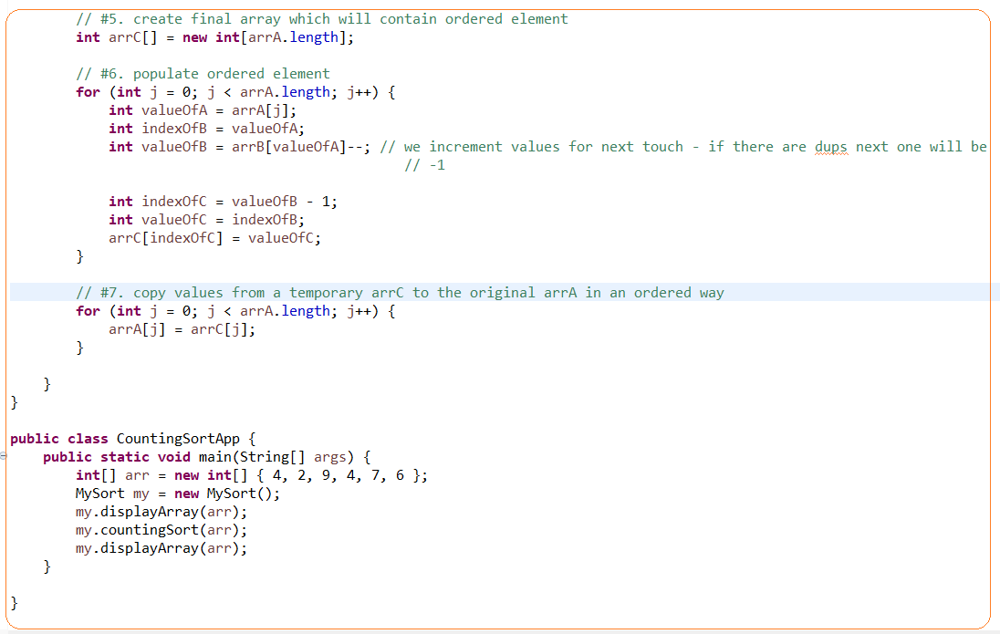 // #5. create final array which will contain ordered element
int arrC[] = new int[arrA.length];
// #6. populate ordered element
for (int j = 0; j < arrA.length; j++) {
int valueOfA = arrA[j];
int indexOfB = valueOfA;
int valueOfB = arrB[valueOfA]--; // we increment values for next touch - if there are dups next one will be
// -1
int indexOfC = valueOfB - 1;
int valueOfC = indexOfB;
arrC[indexOfC] = valueOfC;
}
// #7. copy values from a temporary arrC to the original arrA in an ordered way
for (int j = 0; j < arrA.length; j++) {
arrA[j] = arrC[j];
}
}
}
public class CountingSortApp {
public static void main(String[] args) {
int[] arr = new int[] { 4, 2, 9, 4, 7, 6 };
MySort my = new MySort();
my.displayArray(arr);
my.countingSort(arr);
my.displayArray(arr);
}
}